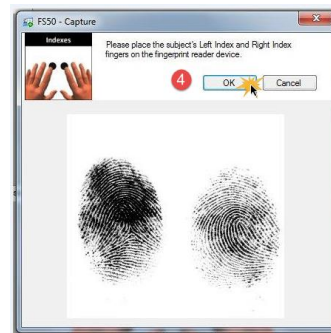 FS50 - Capture
Indexes
Please place the subject's Left Index and Right Index
fingers on the fingerprint reader device.
4
OK
Cancel